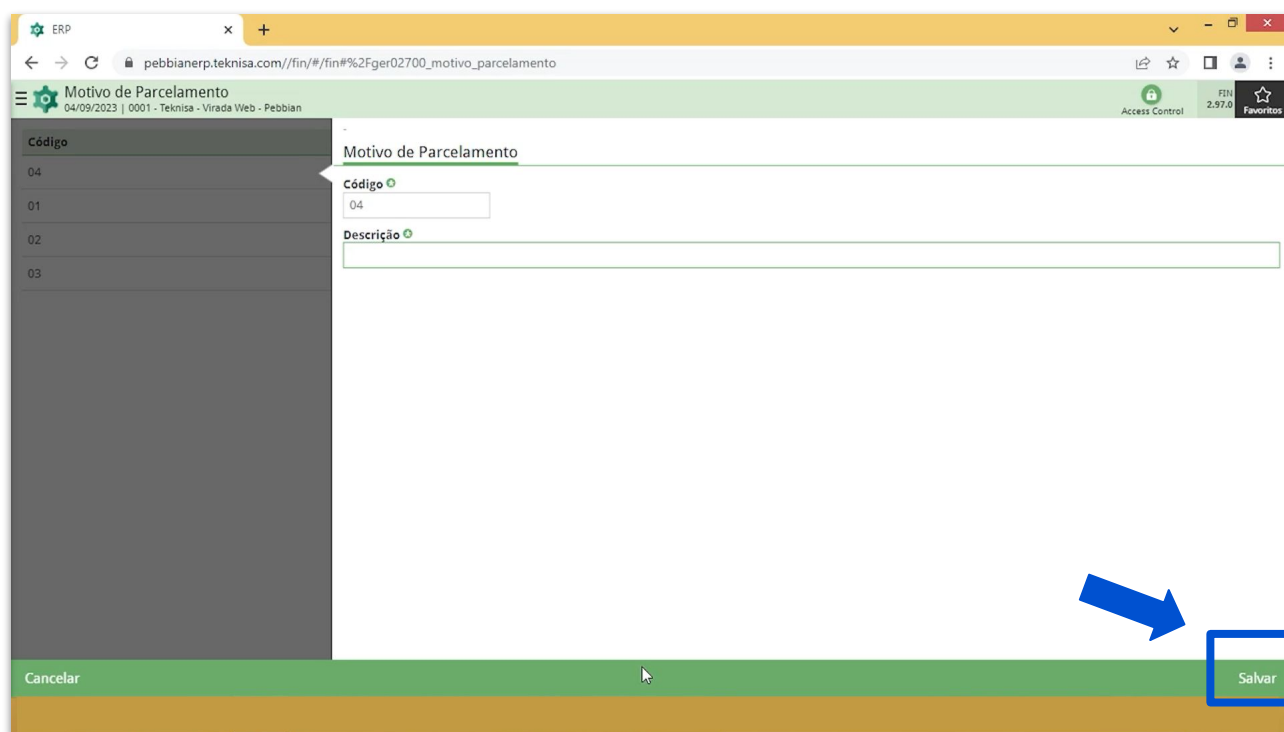 ERP
pebbianerp.teknisa.com//fin/#/fin#%2Fger02700_motivo_parcelamento
Motivo de Parcelamento
04/09/2023 | 0001 - Teknisa - Virada Web - Pebbian
Access Control
FIN
2.97.0
Favoritos
Código
04
01
02
03
-
Motivo de Parcelamento
Código
04
Descrição
Cancelar
Salvar